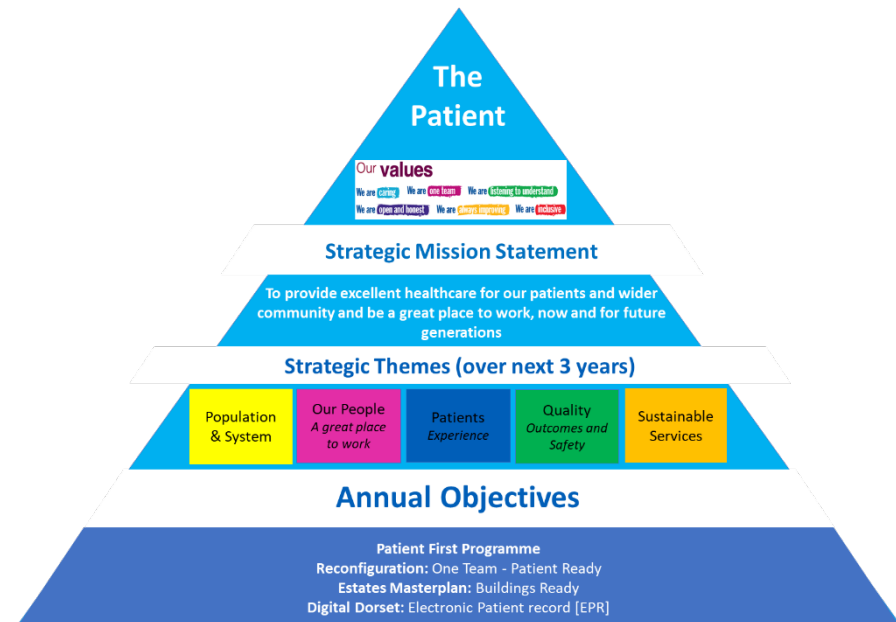 The
Patient
Our values
We are caring We are one team We are listening to understand
We are open and honest We are always improving We are inclusive
Strategic Mission Statement
To provide excellent healthcare for our patients and wider
community and be a great place to work, now and for future
generations
Strategic Themes (over next 3 years)
Population
& System
Our People
A great place
to work
Patients
Experience
Quality
Outcomes and
Safety
Sustainable
Services
Annual Objectives
Patient First Programme
Reconfiguration: One Team - Patient Ready
Estates Masterplan: Buildings Ready
Digital Dorset: Electronic Patient record [EPR]